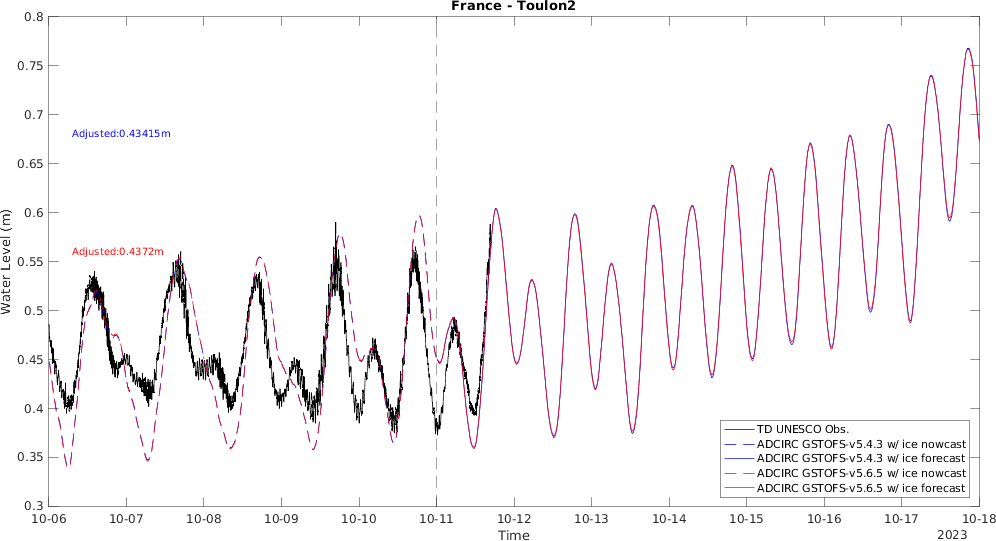 France - Toulon2
0.8
0.75
0.7
0.65
0.6
0.55
0.5
0.45
0.4
0.35
0.3
Water Level (m)
Adjusted:0.43415m
Adjusted:0.4372m
TD UNESCO Obs.
ADCIRC GSTOFS-v5.4.3 w/ ice nowcast
ADCIRC GSTOFS-v5.4.3 w/ ice forecast
ADCIRC GSTOFS-v5.6.5 w/ ice nowcast
ADCIRC GSTOFS-v5.6.5 w/ ice forecast
10-06 10-07 10-08 10-09 10-10 10-11 10-12 10-13 10-14 10-15 10-16 10-17 10-18
Time
2023